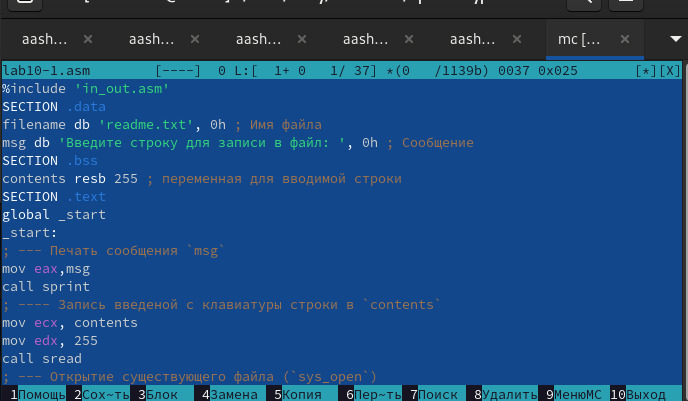 aash... × aash... × aash... × aash... × aash... × mc [... ×
lab10-1.asm [----] 0 L:[ 1+ 0 1/ 37] *(0 /1139b) 0037 0x025 [*][X]
%include 'in_out.asm'
SECTION .data
filename db 'readme.txt', 0h ; Имя файла
msg db 'Введите строку для записи в файл: ', 0h ; Сообщение
SECTION .bss
contents resb 255 ; переменная для вводимой строки
SECTION .text
global _start
_start:
; --- Печать сообщения `msg`
mov eax,msg
call sprint
; ---- Запись введеной с клавиатуры строки в `contents`
mov ecx, contents
mov edx, 255
call sread
; --- Открытие существующего файла (`sys_open`)
1Помощь 2Сох~ть 3Блок 4Замена 5Копия 6Пер~ть 7Поиск 8Удалить 9МенюMC 10Выход